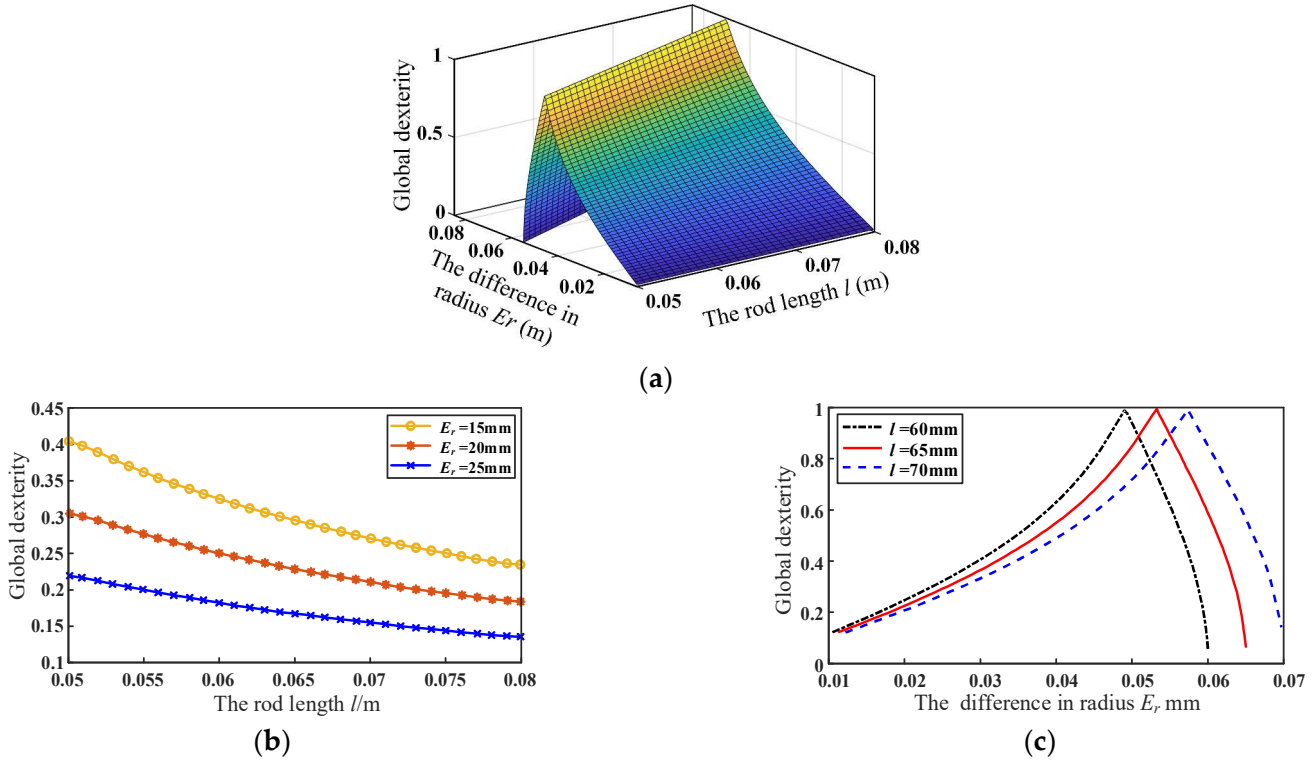 1
0.5
0
Global dexterity
0.08
0.06
0.04
0.02
The difference in
radius Er (m)
0.05
0.06
0.07
0.08
The rod length l (m)
(a)
0.45
0.4
0.35
0.3
0.25
0.2
0.15
0.1
Global dexterity
E_r =15mm
E_r =20mm
E_r =25mm
0.05 0.055 0.06 0.065 0.07 0.075 0.08
The rod length l/m
(b)
1
0.8
0.6
0.4
0.2
0
Global dexterity
l =60mm
l =65mm
l =70mm
0.01 0.02 0.03 0.04 0.05 0.06 0.07
The difference in radius E_r mm
(c)